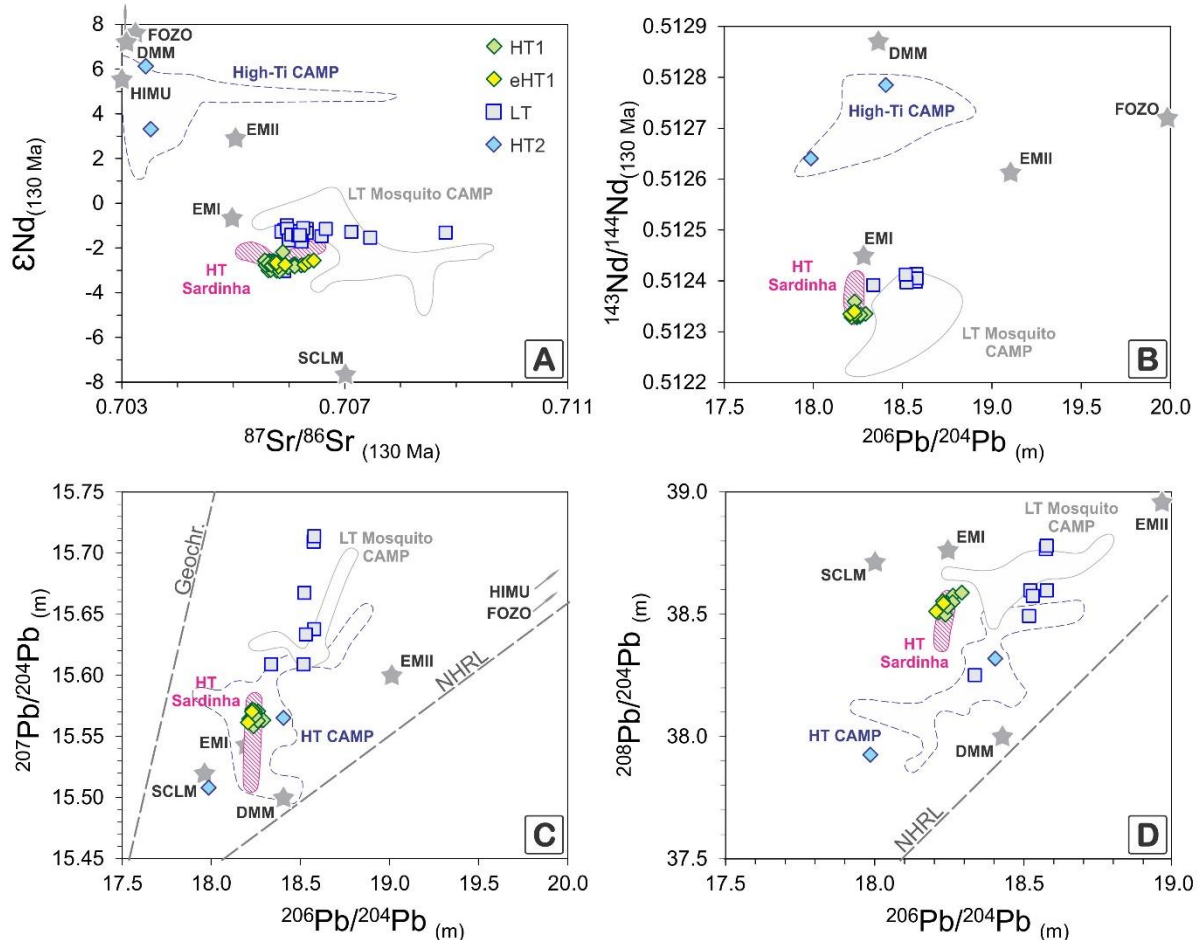 8
6
4
2
0
-2
-4
-6
-8
εNd(130 Ma)
FOZO
DMM
HIMU
High-Ti CAMP
EMII
EMI
LT Mosquito CAMP
HT
Sardinha
SCLM
HT1
eHT1
LT
HT2
A
0.703
0.707
0.711
87Sr/86Sr (130 Ma)
0.5129
0.5128
0.5127
0.5126
0.5125
0.5124
0.5123
0.5122
143Nd/144Nd(130 Ma)
DMM
High-Ti CAMP
FOZO
EMII
EMI
HT
Sardinha
LT Mosquito
CAMP
B
17.5
18.0
18.5
19.0
19.5
20.0
206Pb/204Pb (m)
15.75
15.70
15.65
15.60
15.55
15.50
15.45
207Pb/204Pb (m)
Geochr.
LT Mosquito
CAMP
HIMU
FOZO
EMII
NHRL
HT
Sardinha
EMI
HT CAMP
SCLM
DMM
C
17.5
18.0
18.5
19.0
19.5
20.0
206Pb/204Pb (m)
39.0
38.5
38.0
37.5
208Pb/204Pb (m)
LT Mosquito
CAMP
EMII
EMI
SCLM
HT
Sardinha
HT CAMP
DMM
NHRL
D
17.5
18.0
18.5
19.0
206Pb/204Pb (m)